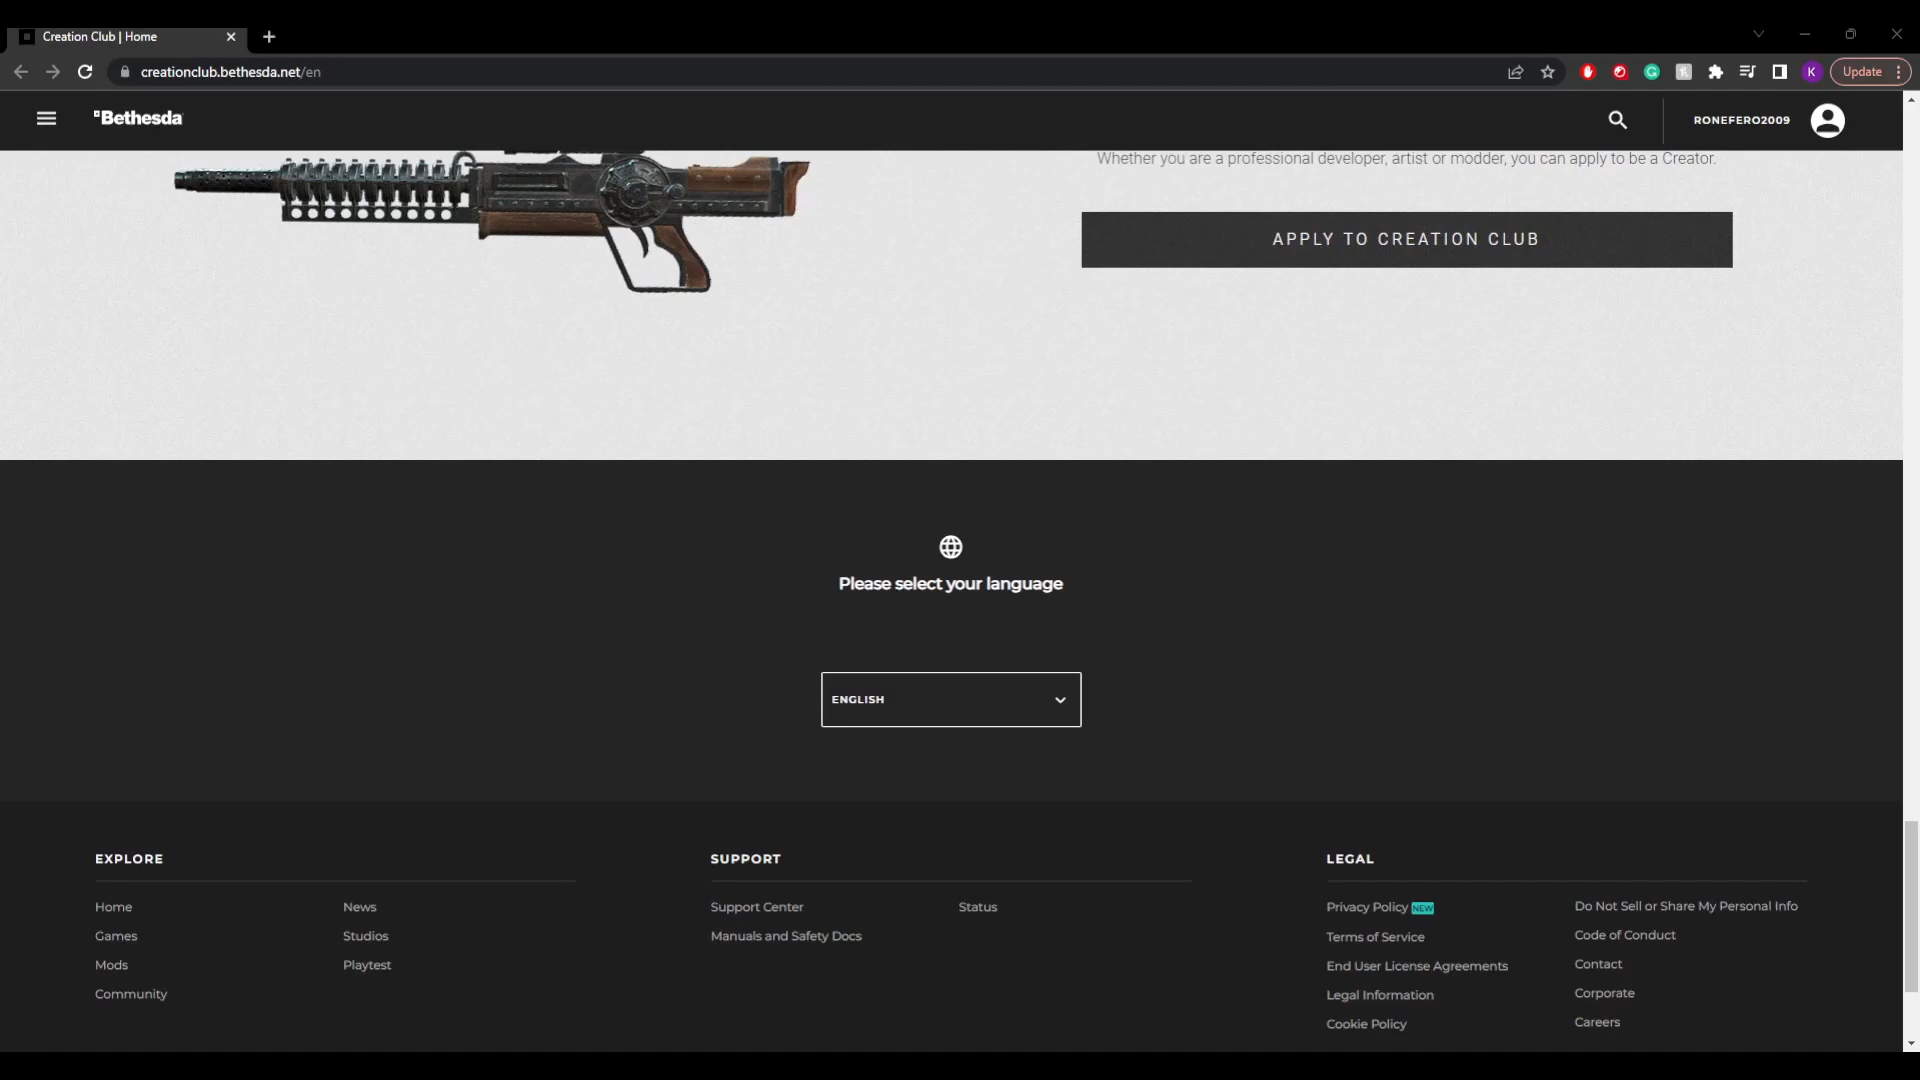 Creation Club | Home
creationclub.bethesda.net/en
K
Update
Bethesda
RONEFERO2009
Whether you are a professional developer, artist or modder, you can apply to be a Creator.
APPLY TO CREATION CLUB
Please select your language
ENGLISH
EXPLORE
Home
Games
Mods
Community
News
Studios
Playtest
SUPPORT
Support Center
Manuals and Safety Docs
Status
LEGAL
Privacy Policy NEW
Terms of Service
End User License Agreements
Legal Information
Cookie Policy
Do Not Sell or Share My Personal Info
Code of Conduct
Contact
Corporate
Careers